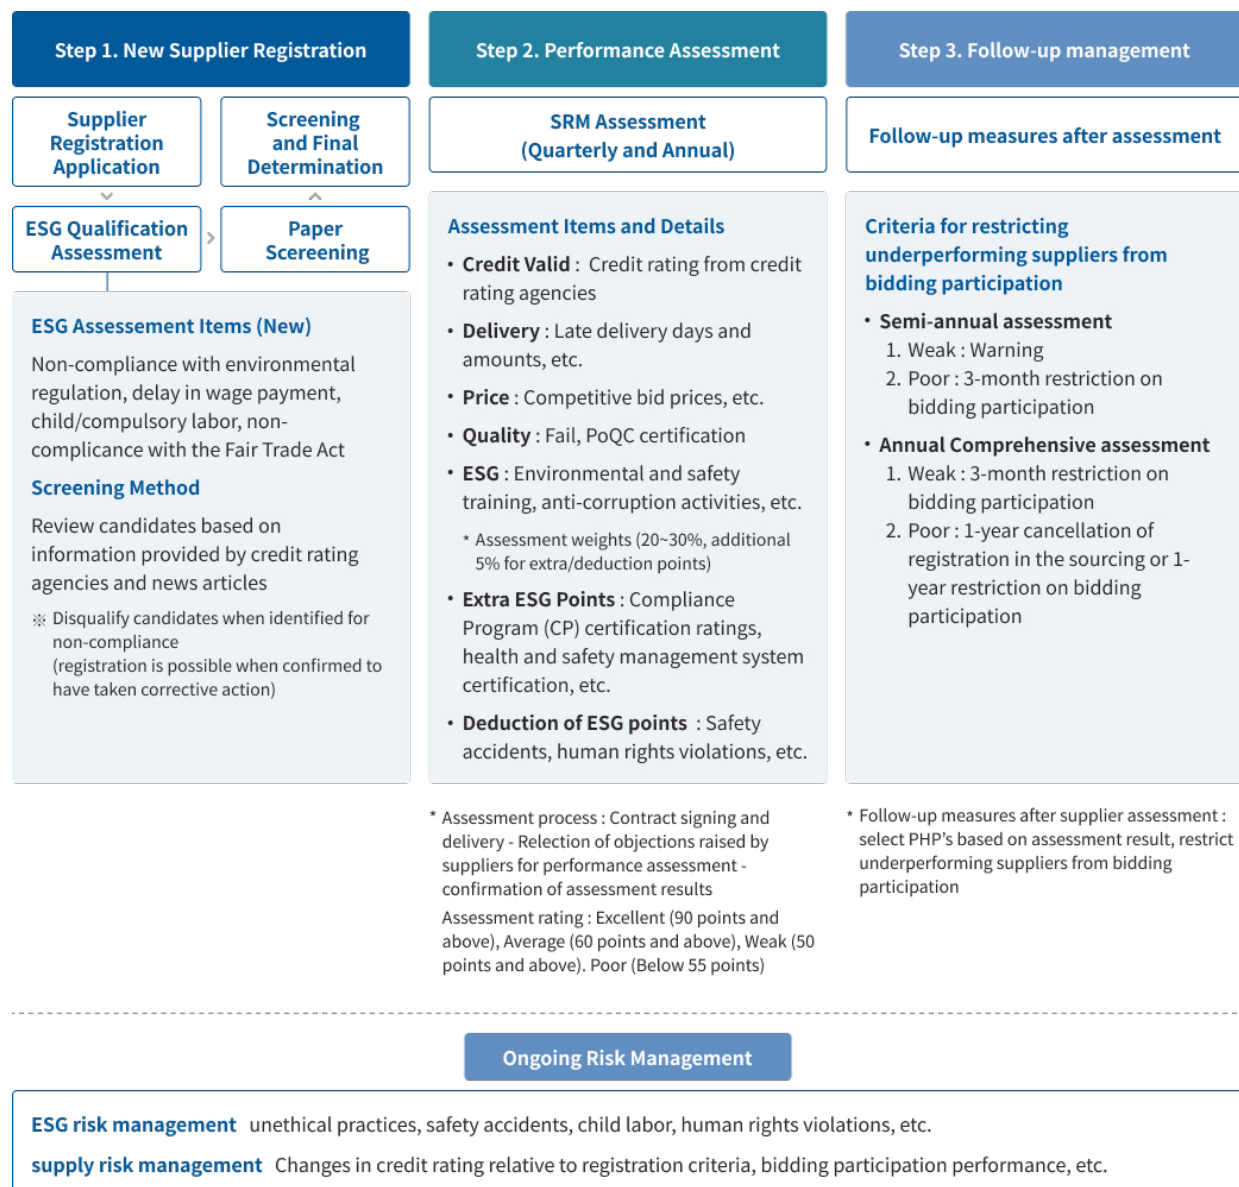 Step 1. New Supplier Registration
Supplier
Registration
Application
Screening
and Final
Determination
ESG Qualification
Assessment
Paper
Scereening
ESG Assessement Items (New)
Non-compliance with environmental
regulation, delay in wage payment,
child/compulsory labor, non-
complicance with the Fair Trade Act
Screening Method
Review candidates based on
information provided by credit rating
agencies and news articles
※ Disqualify candidates when identified for
non-compliance
(registration is possible when confirmed to
have taken corrective action)
Step 2. Performance Assessment
SRM Assessment
(Quarterly and Annual)
Assessment Items and Details
• Credit Valid : Credit rating from credit
rating agencies
• Delivery : Late delivery days and
amounts, etc.
• Price : Competitive bid prices, etc.
• Quality : Fail, PoQC certification
• ESG : Environmental and safety
training, anti-corruption activities, etc.
* Assessment weights (20~30%, additional
5% for extra/deduction points)
• Extra ESG Points : Compliance
Program (CP) certification ratings,
health and safety management system
certification, etc.
• Deduction of ESG points : Safety
accidents, human rights violations, etc.
* Assessment process : Contract signing and
delivery - Relection of objections raised by
suppliers for performance assessment -
confirmation of assessment results
Assessment rating : Excellent (90 points and
above), Average (60 points and above), Weak (50
points and above). Poor (Below 55 points)
Step 3. Follow-up management
Follow-up measures after assessment
Criteria for restricting
underperforming suppliers from
bidding participation
• Semi-annual assessment
1. Weak : Warning
2. Poor : 3-month restriction on
bidding participation
• Annual Comprehensive assessment
1. Weak : 3-month restriction on
bidding participation
2. Poor : 1-year cancellation of
registration in the sourcing or 1-
year restriction on bidding
participation
* Follow-up measures after supplier assessment :
select PHP's based on assessment result, restrict
underperforming suppliers from bidding
participation
Ongoing Risk Management
ESG risk management unethical practices, safety accidents, child labor, human rights violations, etc.
supply risk management Changes in credit rating relative to registration criteria, bidding participation performance, etc.